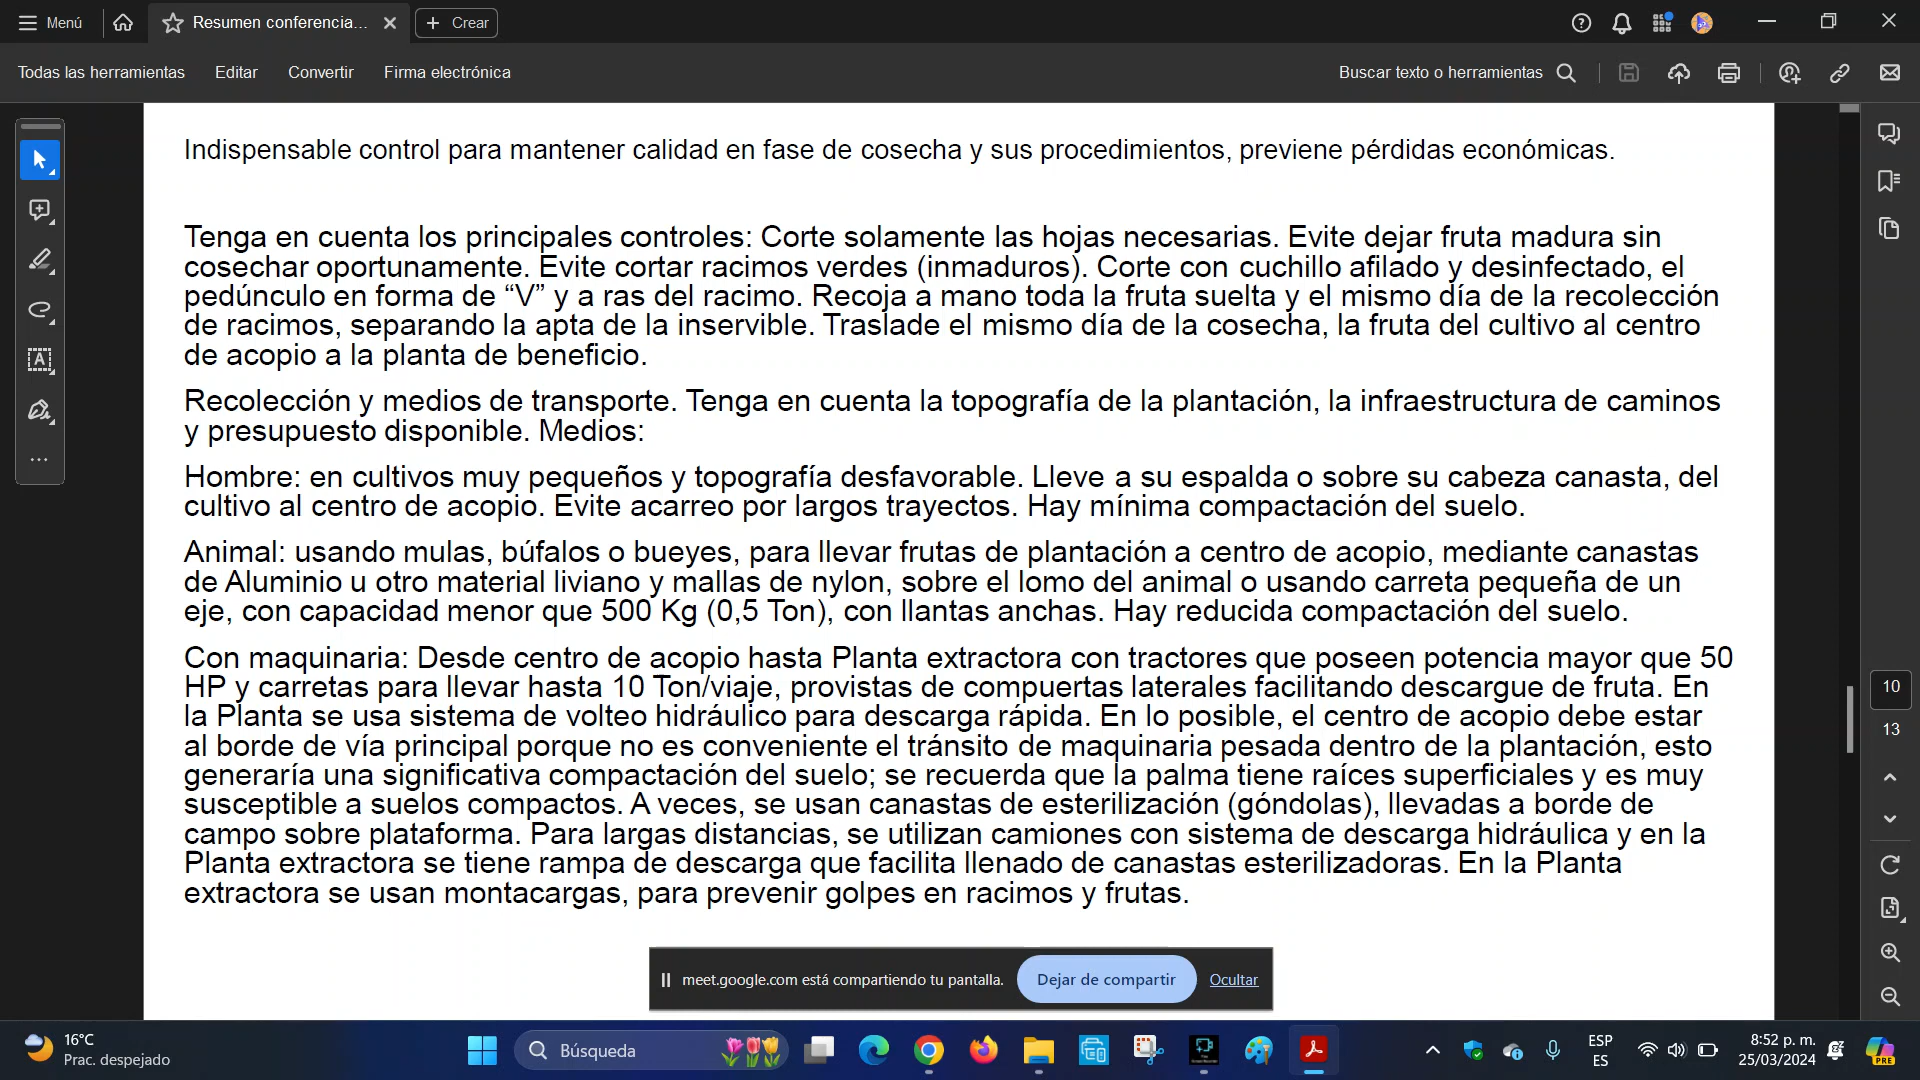 Menú
Resumen conferencia...
Crear
Todas las herramientas
Editar
Convertir
Firma electrónica
Buscar texto o herramientas
Indispensable control para mantener calidad en fase de cosecha y sus procedimientos, previene pérdidas económicas.
Tenga en cuenta los principales controles: Corte solamente las hojas necesarias. Evite dejar fruta madura sin
cosechar oportunamente. Evite cortar racimos verdes (inmaduros). Corte con cuchillo afilado y desinfectado, el
pedúnculo en forma de “V” y a ras del racimo. Recoja a mano toda la fruta suelta y el mismo día de la recolección
de racimos, separando la apta de la inservible. Traslade el mismo día de la cosecha, la fruta del cultivo al centro
de acopio a la planta de beneficio.
Recolección y medios de transporte. Tenga en cuenta la topografía de la plantación, la infraestructura de caminos
y presupuesto disponible. Medios:
Hombre: en cultivos muy pequeños y topografía desfavorable. Lleve a su espalda o sobre su cabeza canasta, del
cultivo al centro de acopio. Evite acarreo por largos trayectos. Hay mínima compactación del suelo.
Animal: usando mulas, búfalos o bueyes, para llevar frutas de plantación a centro de acopio, mediante canastas
de Aluminio u otro material liviano y mallas de nylon, sobre el lomo del animal o usando carreta pequeña de un
eje, con capacidad menor que 500 Kg (0,5 Ton), con llantas anchas. Hay reducida compactación del suelo.
Con maquinaria: Desde centro de acopio hasta Planta extractora con tractores que poseen potencia mayor que 50
HP y carretas para llevar hasta 10 Ton/viaje, provistas de compuertas laterales facilitando descargue de fruta. En
la Planta se usa sistema de volteo hidráulico para descarga rápida. En lo posible, el centro de acopio debe estar
al borde de vía principal porque no es conveniente el tránsito de maquinaria pesada dentro de la plantación, esto
generaría una significativa compactación del suelo; se recuerda que la palma tiene raíces superficiales y es muy
susceptible a suelos compactos. A veces, se usan canastas de esterilización (góndolas), llevadas a borde de
campo sobre plataforma. Para largas distancias, se utilizan camiones con sistema de descarga hidráulica y en la
Planta extractora se tiene rampa de descarga que facilita llenado de canastas esterilizadoras. En la Planta
extractora se usan montacargas, para prevenir golpes en racimos y frutas.
10
13
meet.google.com está compartiendo tu pantalla.
Dejar de compartir
Ocultar
16°C
Prac. despejado
Búsqueda
ESP
ES
8:52 p. m.
25/03/2024
PRE